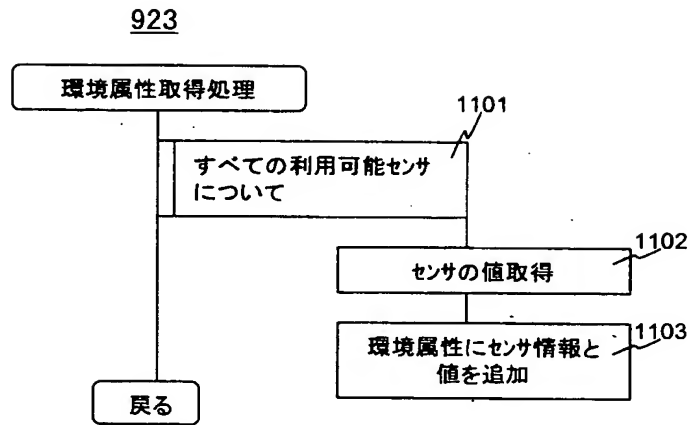 923
環境属性取得処理
1101
すべての利用可能センサ
について
1102
センサの値取得
1103
環境属性にセンサ情報と
値を追加
戻る